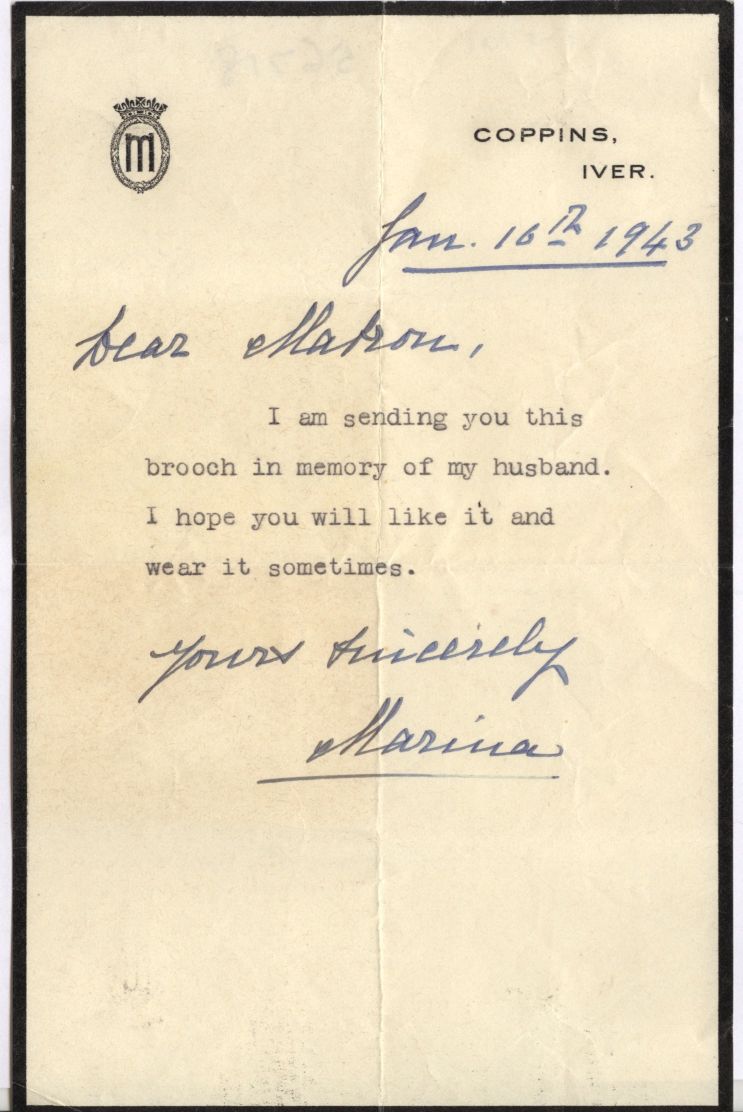 M
COPPINS,
IVER.
Jan. 16th 1943
Dear Matron,
I am sending you this
brooch in memory of my husband.
I hope you will like it and
wear it sometimes.
Yours sincerely
Marina